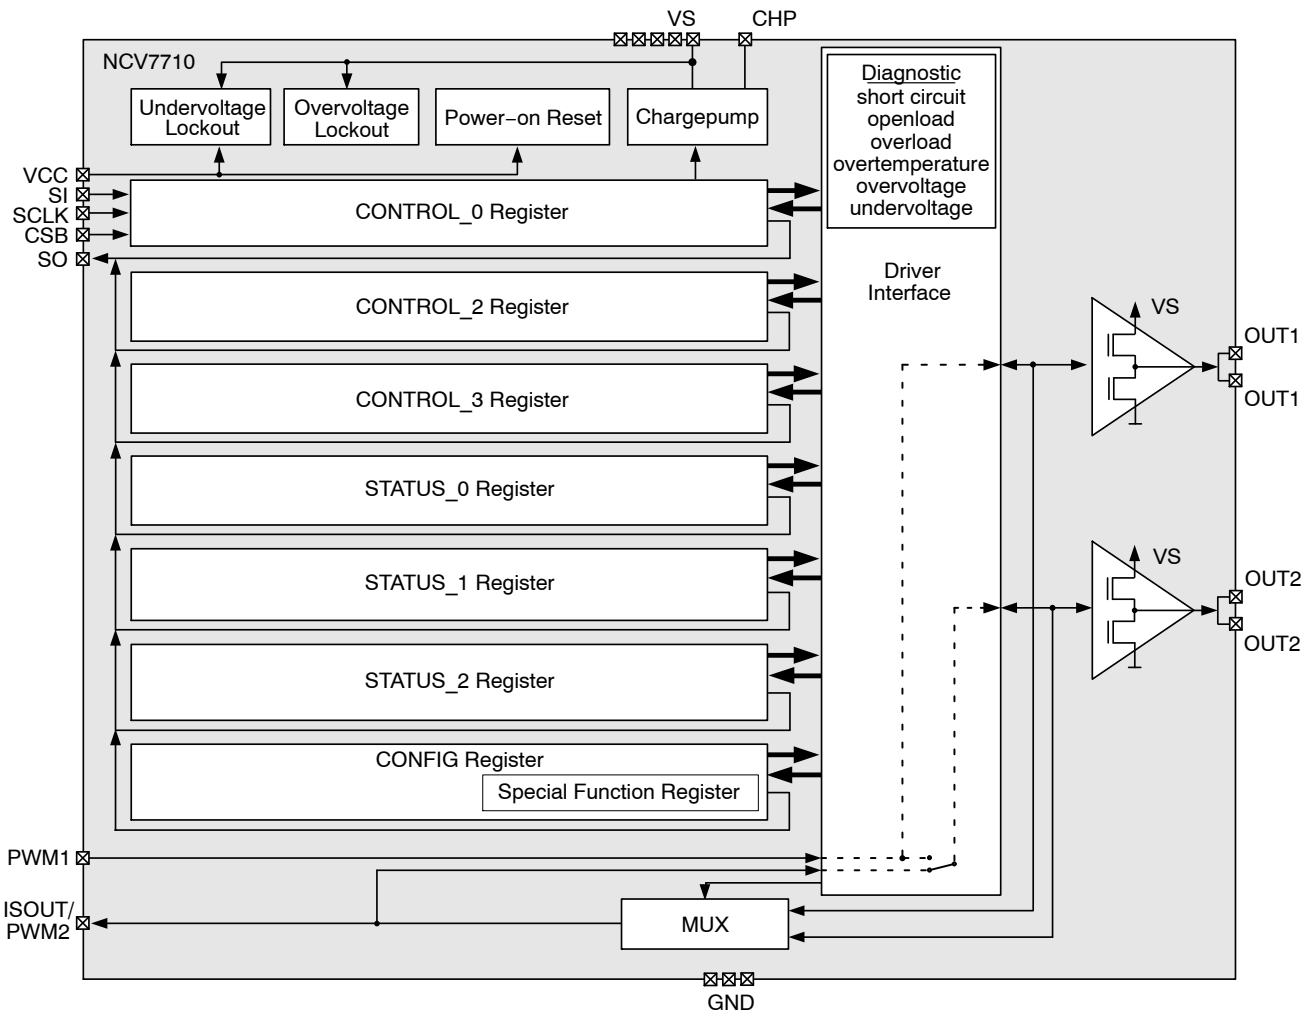 VS
CHP
NCV7710
Undervoltage
Lockout
Overvoltage
Lockout
Power−on Reset
Chargepump
Diagnostic
short circuit
openload
overload
overtemperature
overvoltage
undervoltage
VCC
SI
SCLK
CSB
SO
CONTROL_0 Register
Driver
Interface
CONTROL_2 Register
VS
OUT1
OUT1
CONTROL_3 Register
STATUS_0 Register
STATUS_1 Register
VS
OUT2
OUT2
STATUS_2 Register
CONFIG Register
Special Function Register
PWM1
ISOUT/
PWM2
MUX
GND